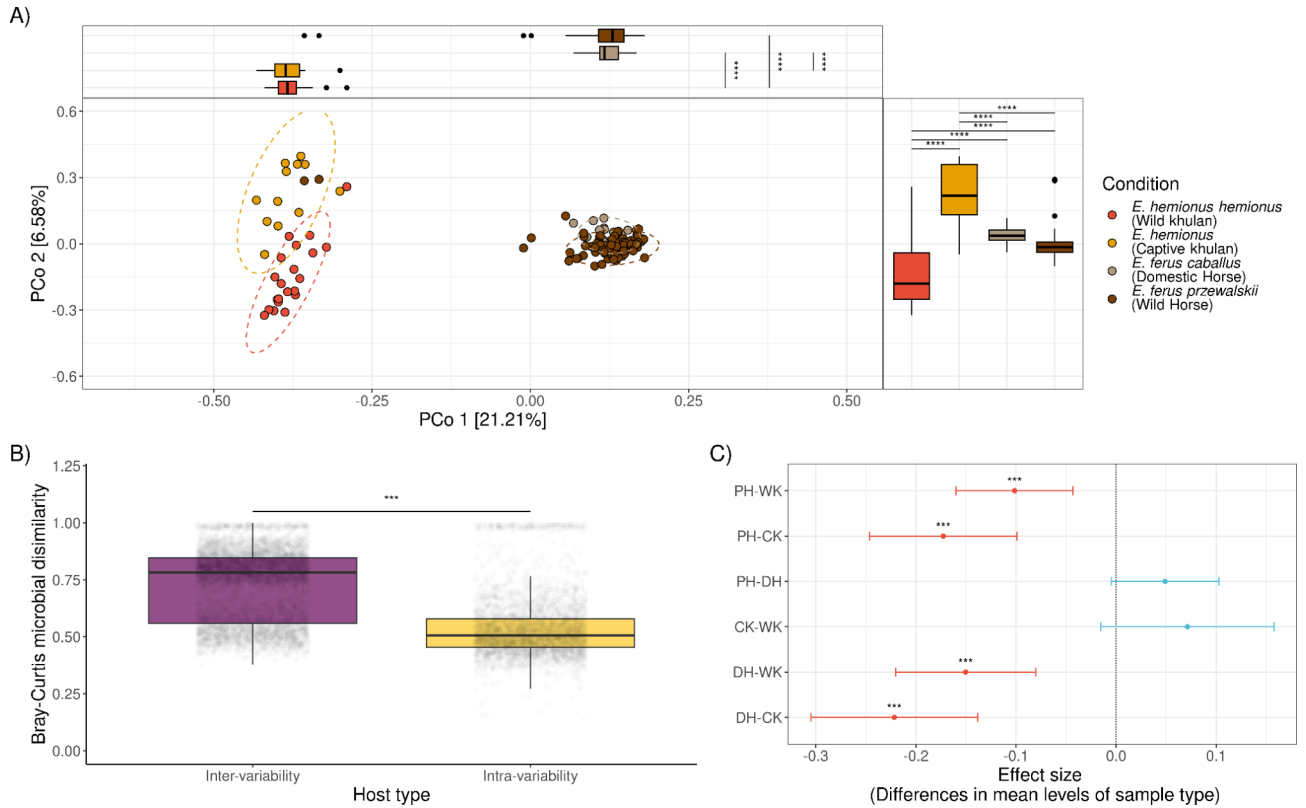 A)
****
****
****
0.6
0.3
0.0
-0.3
-0.6
PCo 2 [6.58%]
-0.50
-0.25
0.00
0.25
0.50
PCo 1 [21.21%]
****
****
****
****
****
Condition
E. hemionus hemionus
(Wild khulan)
E. hemionus
(Captive khulan)
E. ferus caballus
(Domestic Horse)
E. ferus przewalskii
(Wild Horse)
B)
Bray-Curtis microbial disimilarity
1.25
1.00
0.75
0.50
0.25
0.00
***
Inter-variability
Intra-variability
Host type
C)
PH-WK
***
PH-CK
***
PH-DH
CK-WK
DH-WK
***
DH-CK
***
-0.3
-0.2
-0.1
0.0
0.1
Effect size
(Differences in mean levels of sample type)